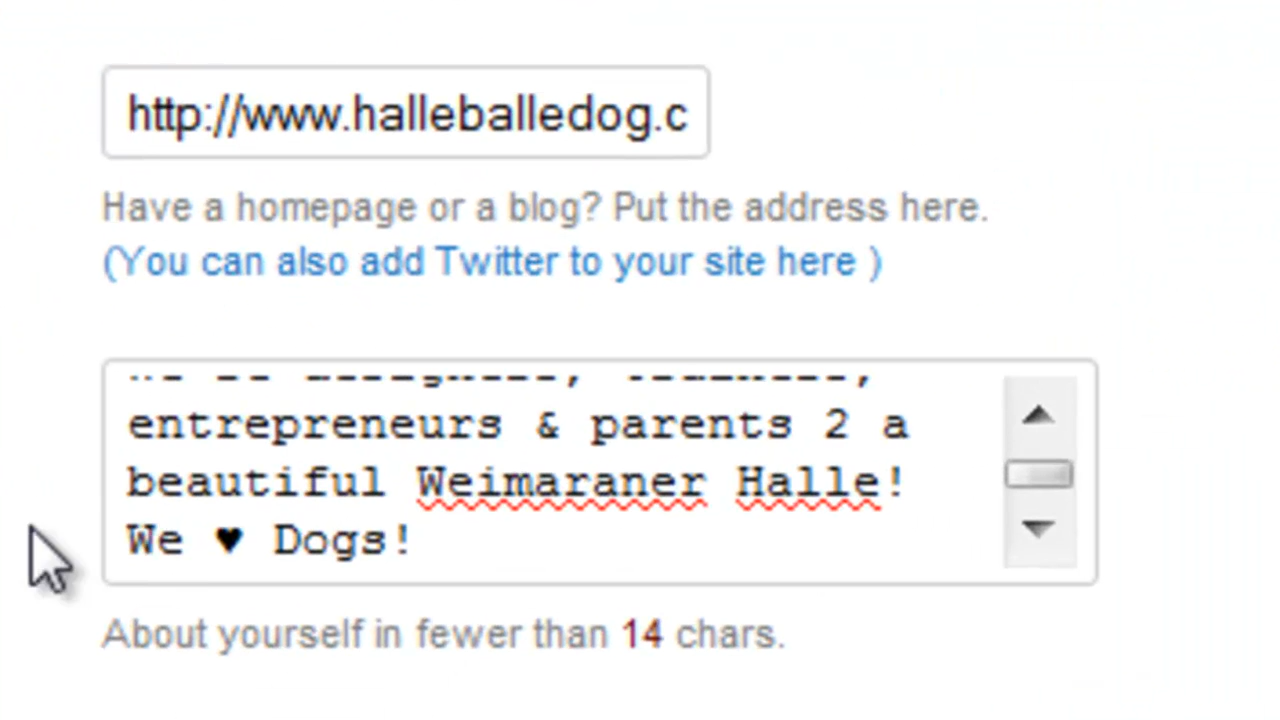 http://www.halleballedog.c
Have a homepage or a blog? Put the address here.
(You can also add Twitter to your site here )
entrepreneurs & parents 2 a
beautiful Weimaraner Halle!
We ♥ Dogs!
About yourself in fewer than 14 chars.